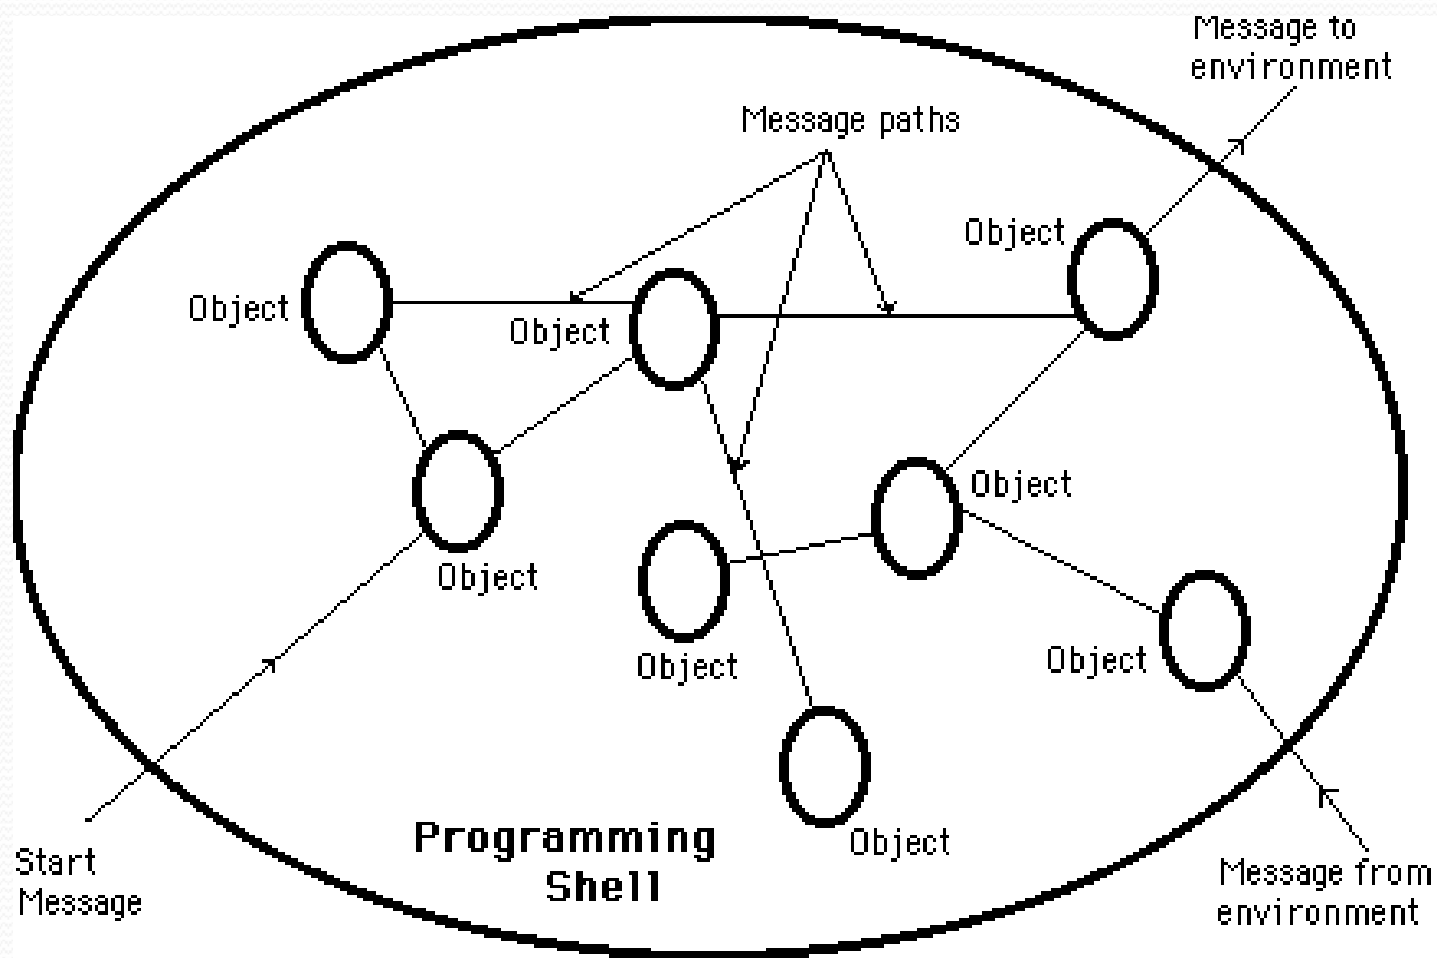 Message to
environment
Message paths
Object
Object
Object
Object
Object
Object
Object
Object
Programming
Shell
Start
Message
Message from
environment